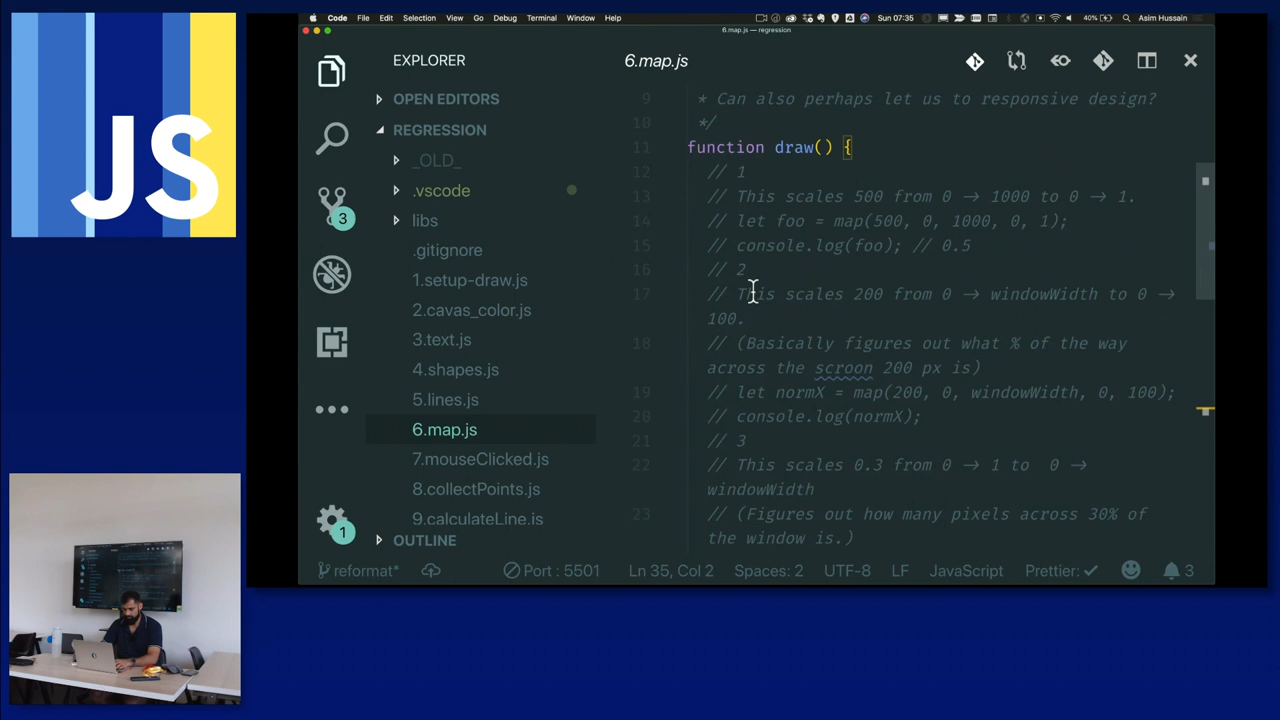 JS
Code File Edit Selection View Go Debug Terminal Window Help
Sun 07:35
40%
Asim Hussain
6.map.js — regression
EXPLORER
6.map.js
OPEN EDITORS
REGRESSION
_OLD_
.vscode
libs
.gitignore
1.setup-draw.js
2.cavas_color.js
3.text.js
4.shapes.js
5.lines.js
6.map.js
7.mouseClicked.js
8.collectPoints.js
9.calculateLine.js
OUTLINE
3
1
9 * Can also perhaps let us to responsive design?
10 */
11 function draw() {
12 // 1
13 // This scales 500 from 0 → 1000 to 0 → 1.
14 // let foo = map(500, 0, 1000, 0, 1);
15 // console.log(foo); // 0.5
16 // 2
17 // This scales 200 from 0 → windowWidth to 0 →
100.
18 // (Basically figures out what % of the way
across the scroon 200 px is)
19 // let normX = map(200, 0, windowWidth, 0, 100);
20 // console.log(normX);
21 // 3
22 // This scales 0.3 from 0 → 1 to 0 →
windowWidth
23 // (Figures out how many pixels across 30% of
the window is.)
reformat* Port : 5501 Ln 35, Col 2 Spaces: 2 UTF-8 LF JavaScript Prettier: ✓ 3